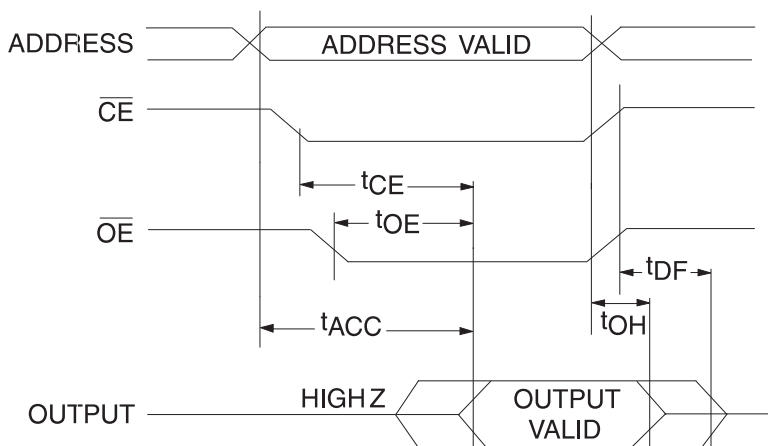 ADDRESS
ADDRESS VALID
CE
tCE
tOE
OE
tDF
tACC
tOH
HIGH Z
OUTPUT
OUTPUT
VALID